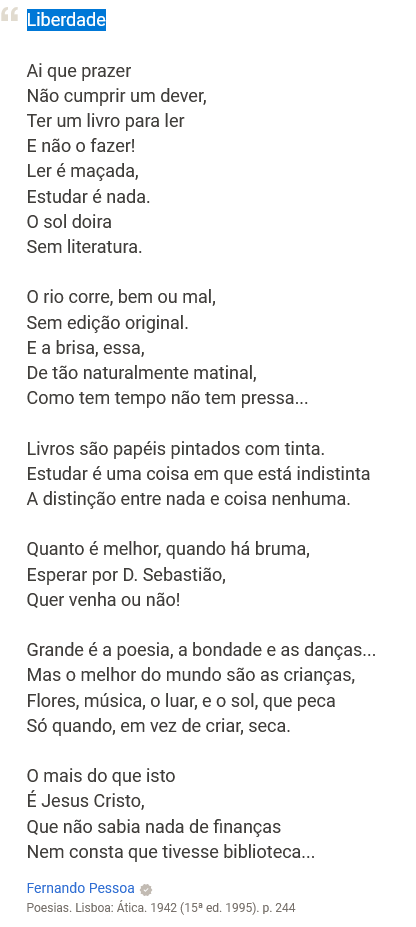 “
Liberdade

Ai que prazer
Não cumprir um dever,
Ter um livro para ler
E não o fazer!
Ler é maçada,
Estudar é nada.
O sol doira
Sem literatura.

O rio corre, bem ou mal,
Sem edição original.
E a brisa, essa,
De tão naturalmente matinal,
Como tem tempo não tem pressa...

Livros são papéis pintados com tinta.
Estudar é uma coisa em que está indistinta
A distinção entre nada e coisa nenhuma.

Quanto é melhor, quando há bruma,
Esperar por D. Sebastião,
Quer venha ou não!

Grande é a poesia, a bondade e as danças...
Mas o melhor do mundo são as crianças,
Flores, música, o luar, e o sol, que peca
Só quando, em vez de criar, seca.

O mais do que isto
É Jesus Cristo,
Que não sabia nada de finanças
Nem consta que tivesse biblioteca...

Fernando Pessoa
Poesias. Lisboa: Ática. 1942 (15ª ed. 1995). p. 244